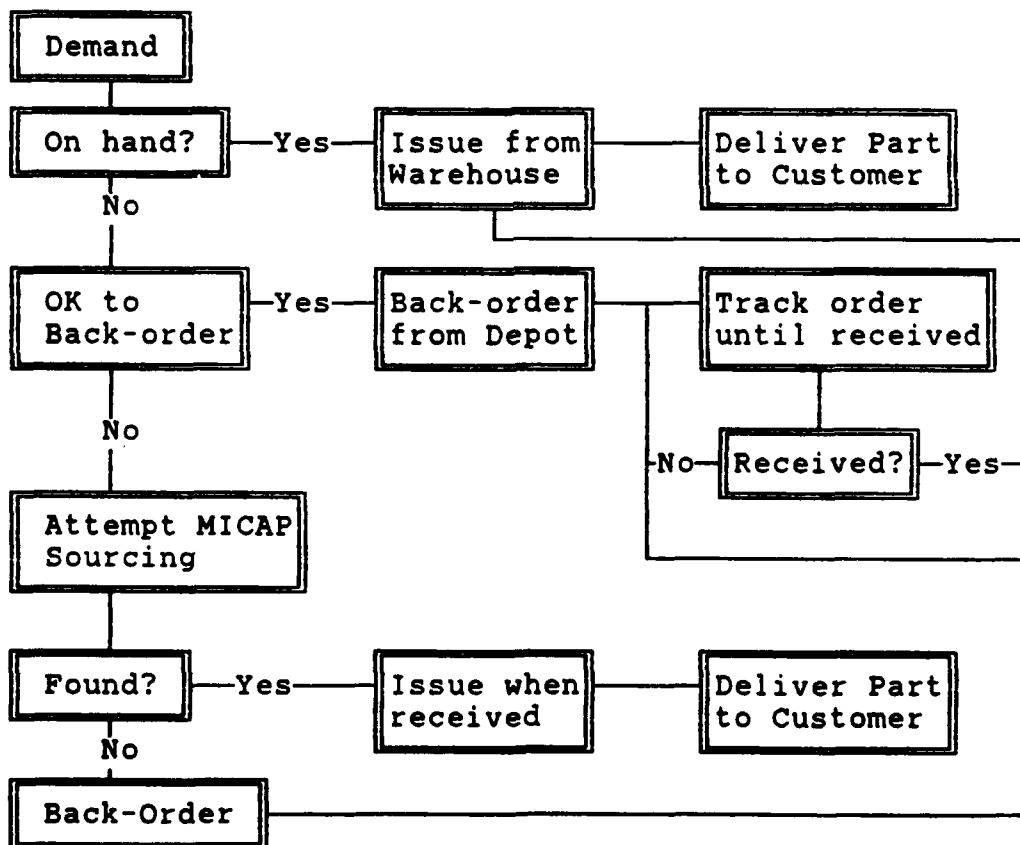 Demand
On hand?
Yes
Issue from
Warehouse
Deliver Part
to Customer
No
OK to
Back-order
Yes
Back-order
from Depot
Track order
until received
No
No
Received?
Yes
Attempt MICAP
Sourcing
Found?
Yes
Issue when
received
Deliver Part
to Customer
No
Back-Order